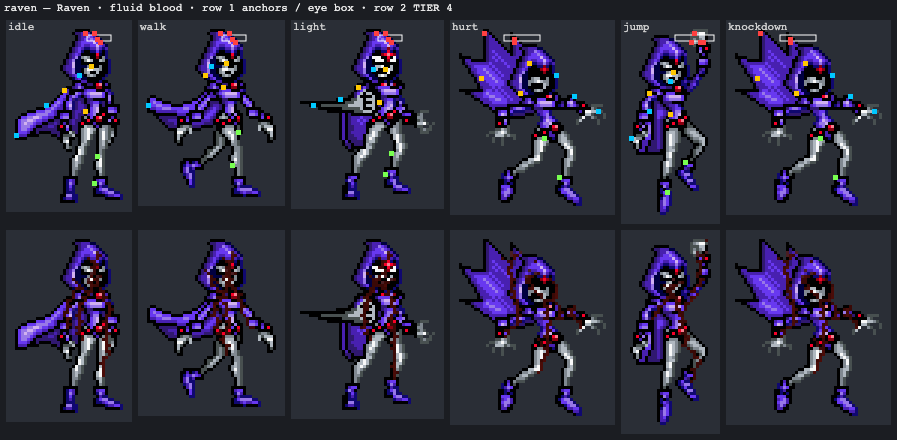 raven — Raven · fluid blood · row 1 anchors / eye box · row 2 TIER 4
idle walk light hurt jump knockdown